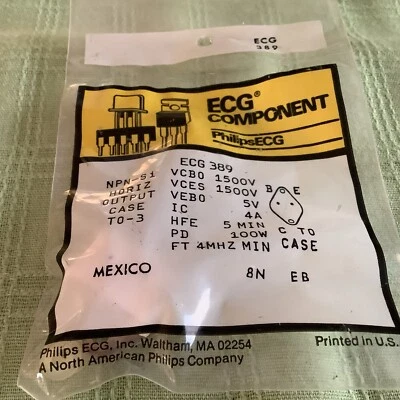 ECG
389
ECG®
COMPONENT
PhilipsECG
ECG 389
NPN-SI VCBO 1500V
HORIZ VCES 1500V B E
OUTPUT VEBO 5V
CASE IC 4A
TO-3 HFE 5 MIN C TO
PD 100W CASE
FT 4MHZ MIN
MEXICO 8N EB
Philips ECG, Inc. Waltham, MA 02254 Printed in U.S.
A North American Philips Company